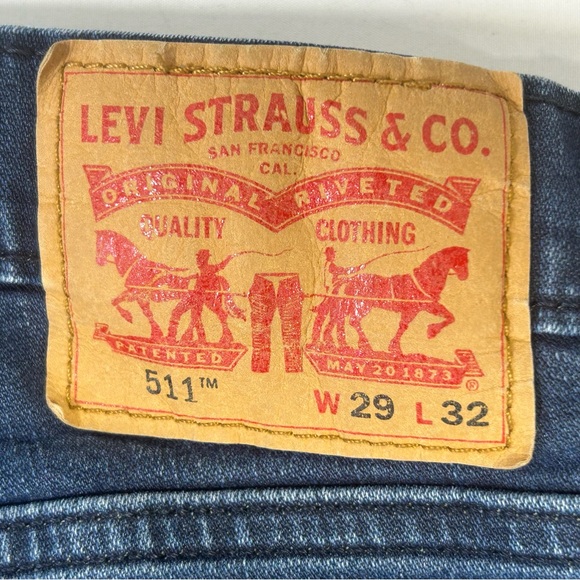 LEVI STRAUSS & CO.
SAN FRANCISCO
CAL.
ORIGINAL RIVETED
QUALITY CLOTHING
PATENTED MAY 20 1873 ®
511™ W 29 L 32